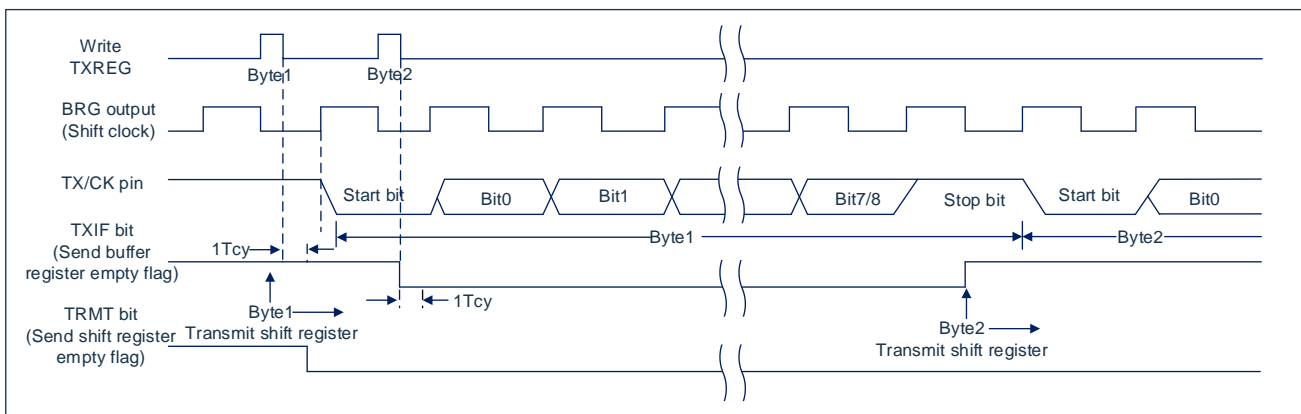 Write
TXREG
Byte1
Byte2
BRG output
(Shift clock)
TX/CK pin
Start bit
Bit0
Bit1
Bit7/8
Stop bit
Start bit
Bit0
TXIF bit
(Send buffer
register empty flag)
1Tcy
Byte1
Byte2
1Tcy
Byte1
Transmit shift register
Byte2
Transmit shift register
TRMT bit
(Send shift register
empty flag)